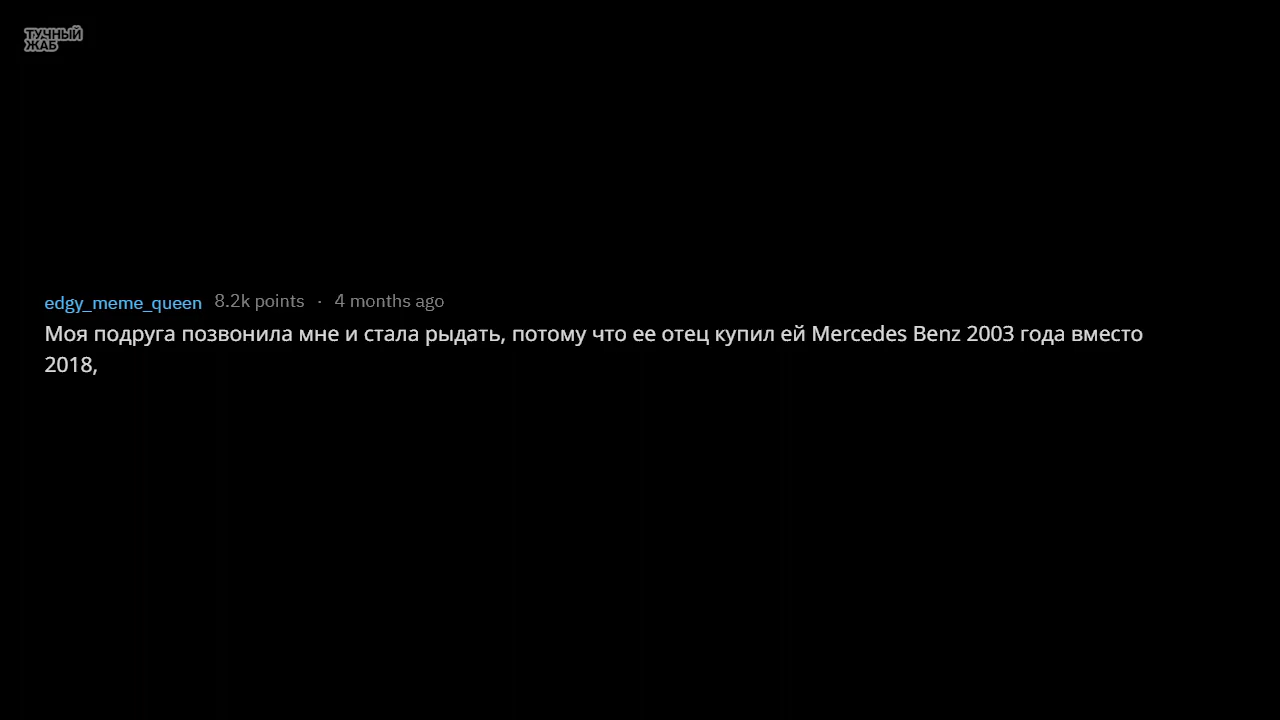 ТУЧНЫЙ
ЖАБ
edgy_meme_queen 8.2k points · 4 months ago
Моя подруга позвонила мне и стала рыдать, потому что ее отец купил ей Mercedes Benz 2003 года вместо
2018,